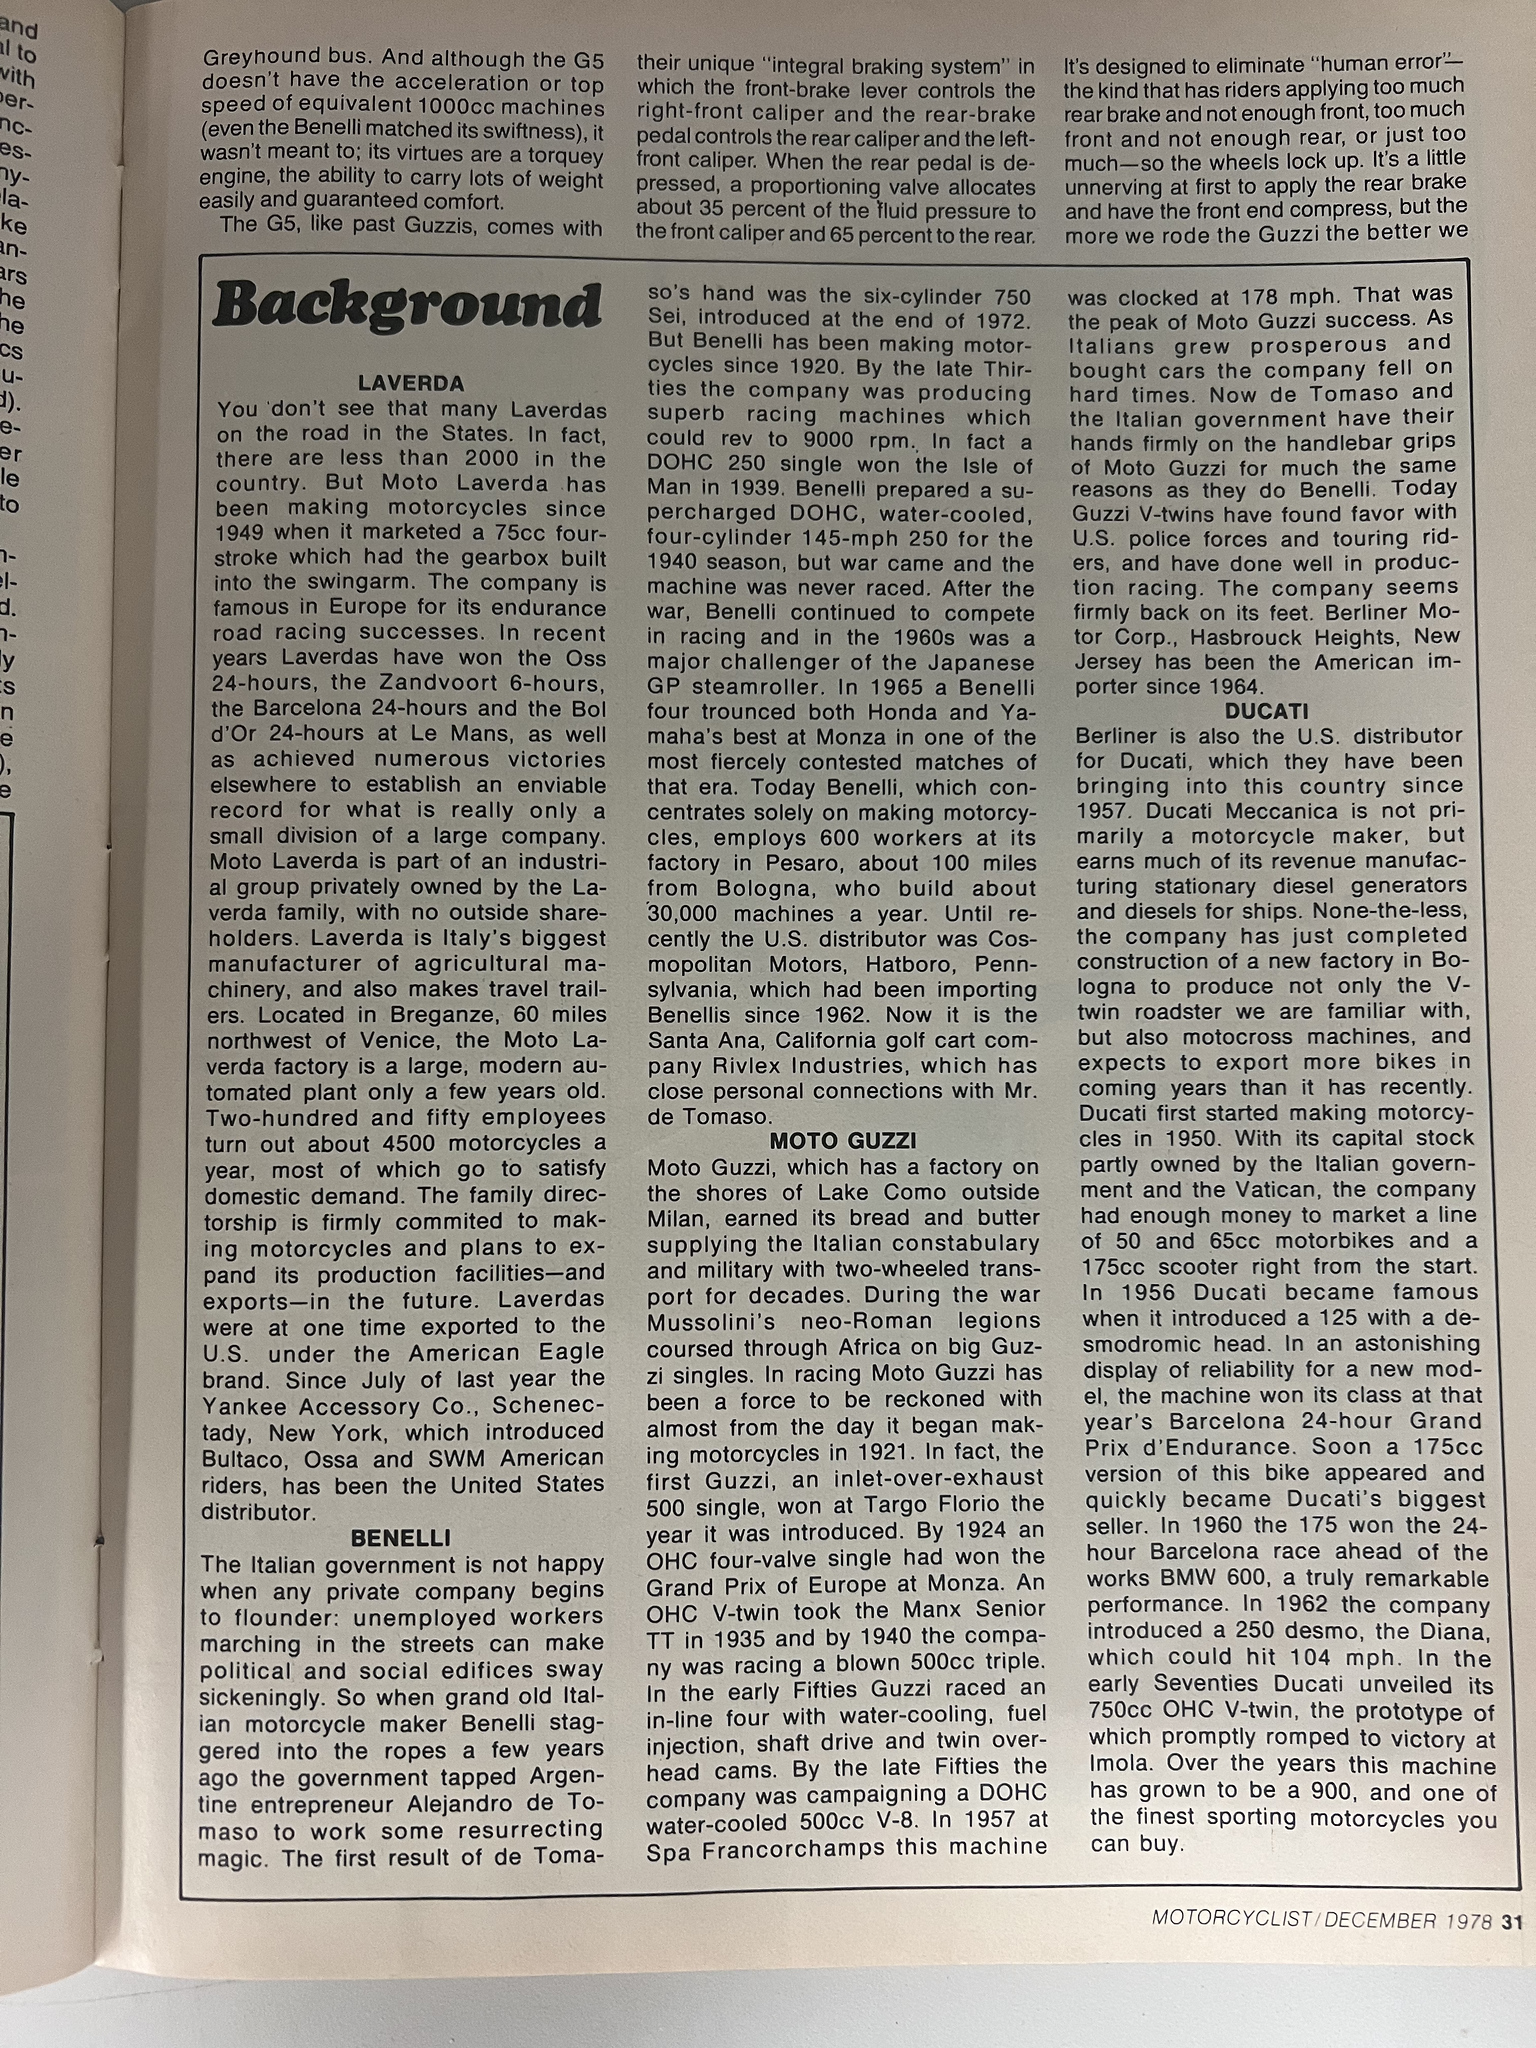 and
al to
with
per-
nc-
es-
ny-
la-
ke
an-
ars
he
he
cs
u-
d).
e-
er
le
to
n-
el-
d.
n-
ly
ts
n
e
),
e
Greyhound bus. And although the G5
doesn't have the acceleration or top
speed of equivalent 1000cc machines
(even the Benelli matched its swiftness), it
wasn't meant to; its virtues are a torquey
engine, the ability to carry lots of weight
easily and guaranteed comfort.
The G5, like past Guzzis, comes with
their unique "integral braking system" in
which the front-brake lever controls the
right-front caliper and the rear-brake
pedal controls the rear caliper and the left-
front caliper. When the rear pedal is de-
pressed, a proportioning valve allocates
about 35 percent of the fluid pressure to
the front caliper and 65 percent to the rear.
It's designed to eliminate "human error"—
the kind that has riders applying too much
rear brake and not enough front, too much
front and not enough rear, or just too
much—so the wheels lock up. It's a little
unnerving at first to apply the rear brake
and have the front end compress, but the
more we rode the Guzzi the better we
Background
LAVERDA
You don't see that many Laverdas
on the road in the States. In fact,
there are less than 2000 in the
country. But Moto Laverda has
been making motorcycles since
1949 when it marketed a 75cc four-
stroke which had the gearbox built
into the swingarm. The company is
famous in Europe for its endurance
road racing successes. In recent
years Laverdas have won the Oss
24-hours, the Zandvoort 6-hours,
the Barcelona 24-hours and the Bol
d'Or 24-hours at Le Mans, as well
as achieved numerous victories
elsewhere to establish an enviable
record for what is really only a
small division of a large company.
Moto Laverda is part of an industri-
al group privately owned by the La-
verda family, with no outside share-
holders. Laverda is Italy's biggest
manufacturer of agricultural ma-
chinery, and also makes travel trail-
ers. Located in Breganze, 60 miles
northwest of Venice, the Moto La-
verda factory is a large, modern au-
tomated plant only a few years old.
Two-hundred and fifty employees
turn out about 4500 motorcycles a
year, most of which go to satisfy
domestic demand. The family direc-
torship is firmly commited to mak-
ing motorcycles and plans to ex-
pand its production facilities—and
exports—in the future. Laverdas
were at one time exported to the
U.S. under the American Eagle
brand. Since July of last year the
Yankee Accessory Co., Schenec-
tady, New York, which introduced
Bultaco, Ossa and SWM American
riders, has been the United States
distributor.
BENELLI
The Italian government is not happy
when any private company begins
to flounder: unemployed workers
marching in the streets can make
political and social edifices sway
sickeningly. So when grand old Ital-
ian motorcycle maker Benelli stag-
gered into the ropes a few years
ago the government tapped Argen-
tine entrepreneur Alejandro de To-
maso to work some resurrecting
magic. The first result of de Toma-
so's hand was the six-cylinder 750
Sei, introduced at the end of 1972.
But Benelli has been making motor-
cycles since 1920. By the late Thir-
ties the company was producing
superb racing machines which
could rev to 9000 rpm. In fact a
DOHC 250 single won the Isle of
Man in 1939. Benelli prepared a su-
percharged DOHC, water-cooled,
four-cylinder 145-mph 250 for the
1940 season, but war came and the
machine was never raced. After the
war, Benelli continued to compete
in racing and in the 1960s was a
major challenger of the Japanese
GP steamroller. In 1965 a Benelli
four trounced both Honda and Ya-
maha's best at Monza in one of the
most fiercely contested matches of
that era. Today Benelli, which con-
centrates solely on making motorcy-
cles, employs 600 workers at its
factory in Pesaro, about 100 miles
from Bologna, who build about
30,000 machines a year. Until re-
cently the U.S. distributor was Cos-
mopolitan Motors, Hatboro, Penn-
sylvania, which had been importing
Benellis since 1962. Now it is the
Santa Ana, California golf cart com-
pany Rivlex Industries, which has
close personal connections with Mr.
de Tomaso.
MOTO GUZZI
Moto Guzzi, which has a factory on
the shores of Lake Como outside
Milan, earned its bread and butter
supplying the Italian constabulary
and military with two-wheeled trans-
port for decades. During the war
Mussolini's neo-Roman legions
coursed through Africa on big Guz-
zi singles. In racing Moto Guzzi has
been a force to be reckoned with
almost from the day it began mak-
ing motorcycles in 1921. In fact, the
first Guzzi, an inlet-over-exhaust
500 single, won at Targo Florio the
year it was introduced. By 1924 an
OHC four-valve single had won the
Grand Prix of Europe at Monza. An
OHC V-twin took the Manx Senior
TT in 1935 and by 1940 the compa-
ny was racing a blown 500cc triple.
In the early Fifties Guzzi raced an
in-line four with water-cooling, fuel
injection, shaft drive and twin over-
head cams. By the late Fifties the
company was campaigning a DOHC
water-cooled 500cc V-8. In 1957 at
Spa Francorchamps this machine
was clocked at 178 mph. That was
the peak of Moto Guzzi success. As
Italians grew prosperous and
bought cars the company fell on
hard times. Now de Tomaso and
the Italian government have their
hands firmly on the handlebar grips
of Moto Guzzi for much the same
reasons as they do Benelli. Today
Guzzi V-twins have found favor with
U.S. police forces and touring rid-
ers, and have done well in produc-
tion racing. The company seems
firmly back on its feet. Berliner Mo-
tor Corp., Hasbrouck Heights, New
Jersey has been the American im-
porter since 1964.
DUCATI
Berliner is also the U.S. distributor
for Ducati, which they have been
bringing into this country since
1957. Ducati Meccanica is not pri-
marily a motorcycle maker, but
earns much of its revenue manufac-
turing stationary diesel generators
and diesels for ships. None-the-less,
the company has just completed
construction of a new factory in Bo-
logna to produce not only the V-
twin roadster we are familiar with,
but also motocross machines, and
expects to export more bikes in
coming years than it has recently.
Ducati first started making motorcy-
cles in 1950. With its capital stock
partly owned by the Italian govern-
ment and the Vatican, the company
had enough money to market a line
of 50 and 65cc motorbikes and a
175cc scooter right from the start.
In 1956 Ducati became famous
when it introduced a 125 with a de-
smodromic head. In an astonishing
display of reliability for a new mod-
el, the machine won its class at that
year's Barcelona 24-hour Grand
Prix d'Endurance. Soon a 175cc
version of this bike appeared and
quickly became Ducati's biggest
seller. In 1960 the 175 won the 24-
hour Barcelona race ahead of the
works BMW 600, a truly remarkable
performance. In 1962 the company
introduced a 250 desmo, the Diana,
which could hit 104 mph. In the
early Seventies Ducati unveiled its
750cc OHC V-twin, the prototype of
which promptly romped to victory at
Imola. Over the years this machine
has grown to be a 900, and one of
the finest sporting motorcycles you
can buy.
MOTORCYCLIST/DECEMBER 1978 31